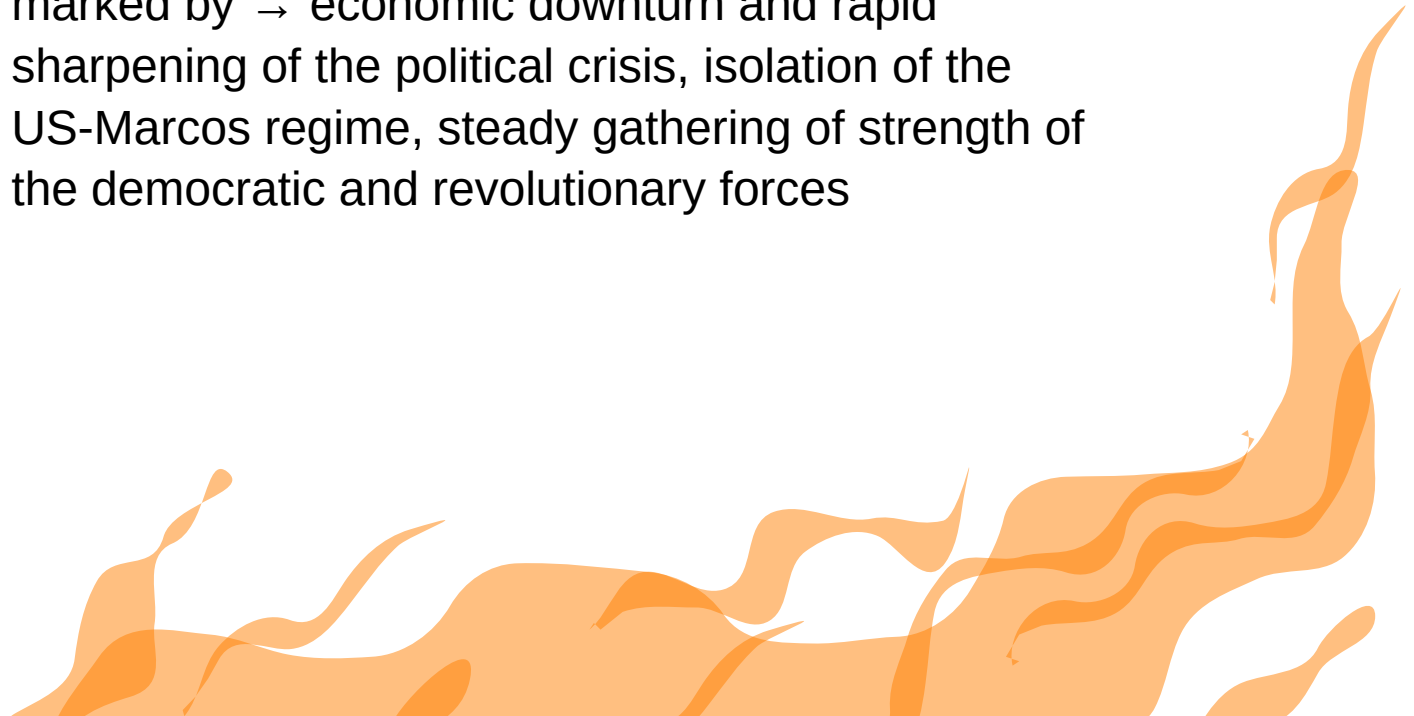 marked by → economic downturn and rapid
sharpening of the political crisis, isolation of the
US-Marcos regime, steady gathering of strength of
the democratic and revolutionary forces